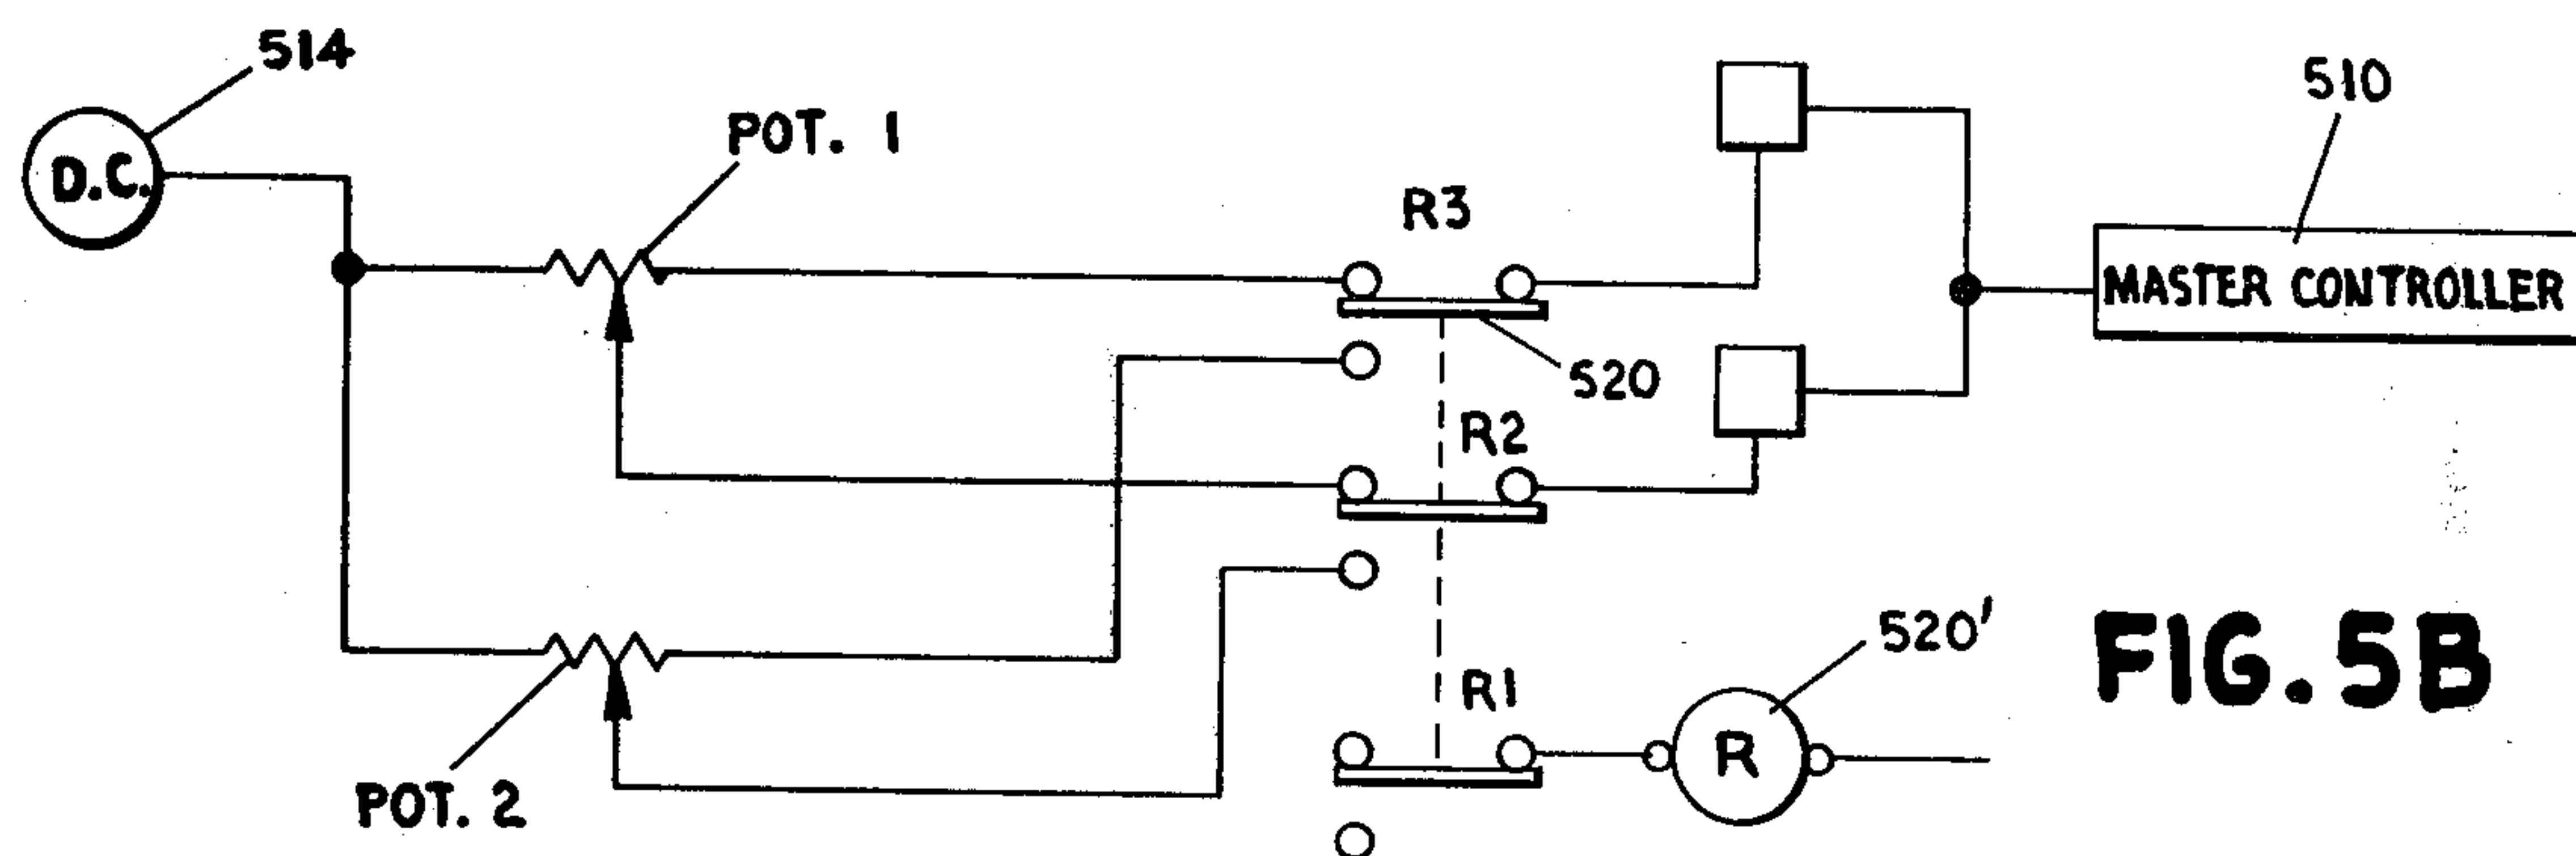 514
D.C.
POT. 1
R3
510
MASTER CONTROLLER
520
R2
520'
R1
R
POT. 2
FIG. 5B